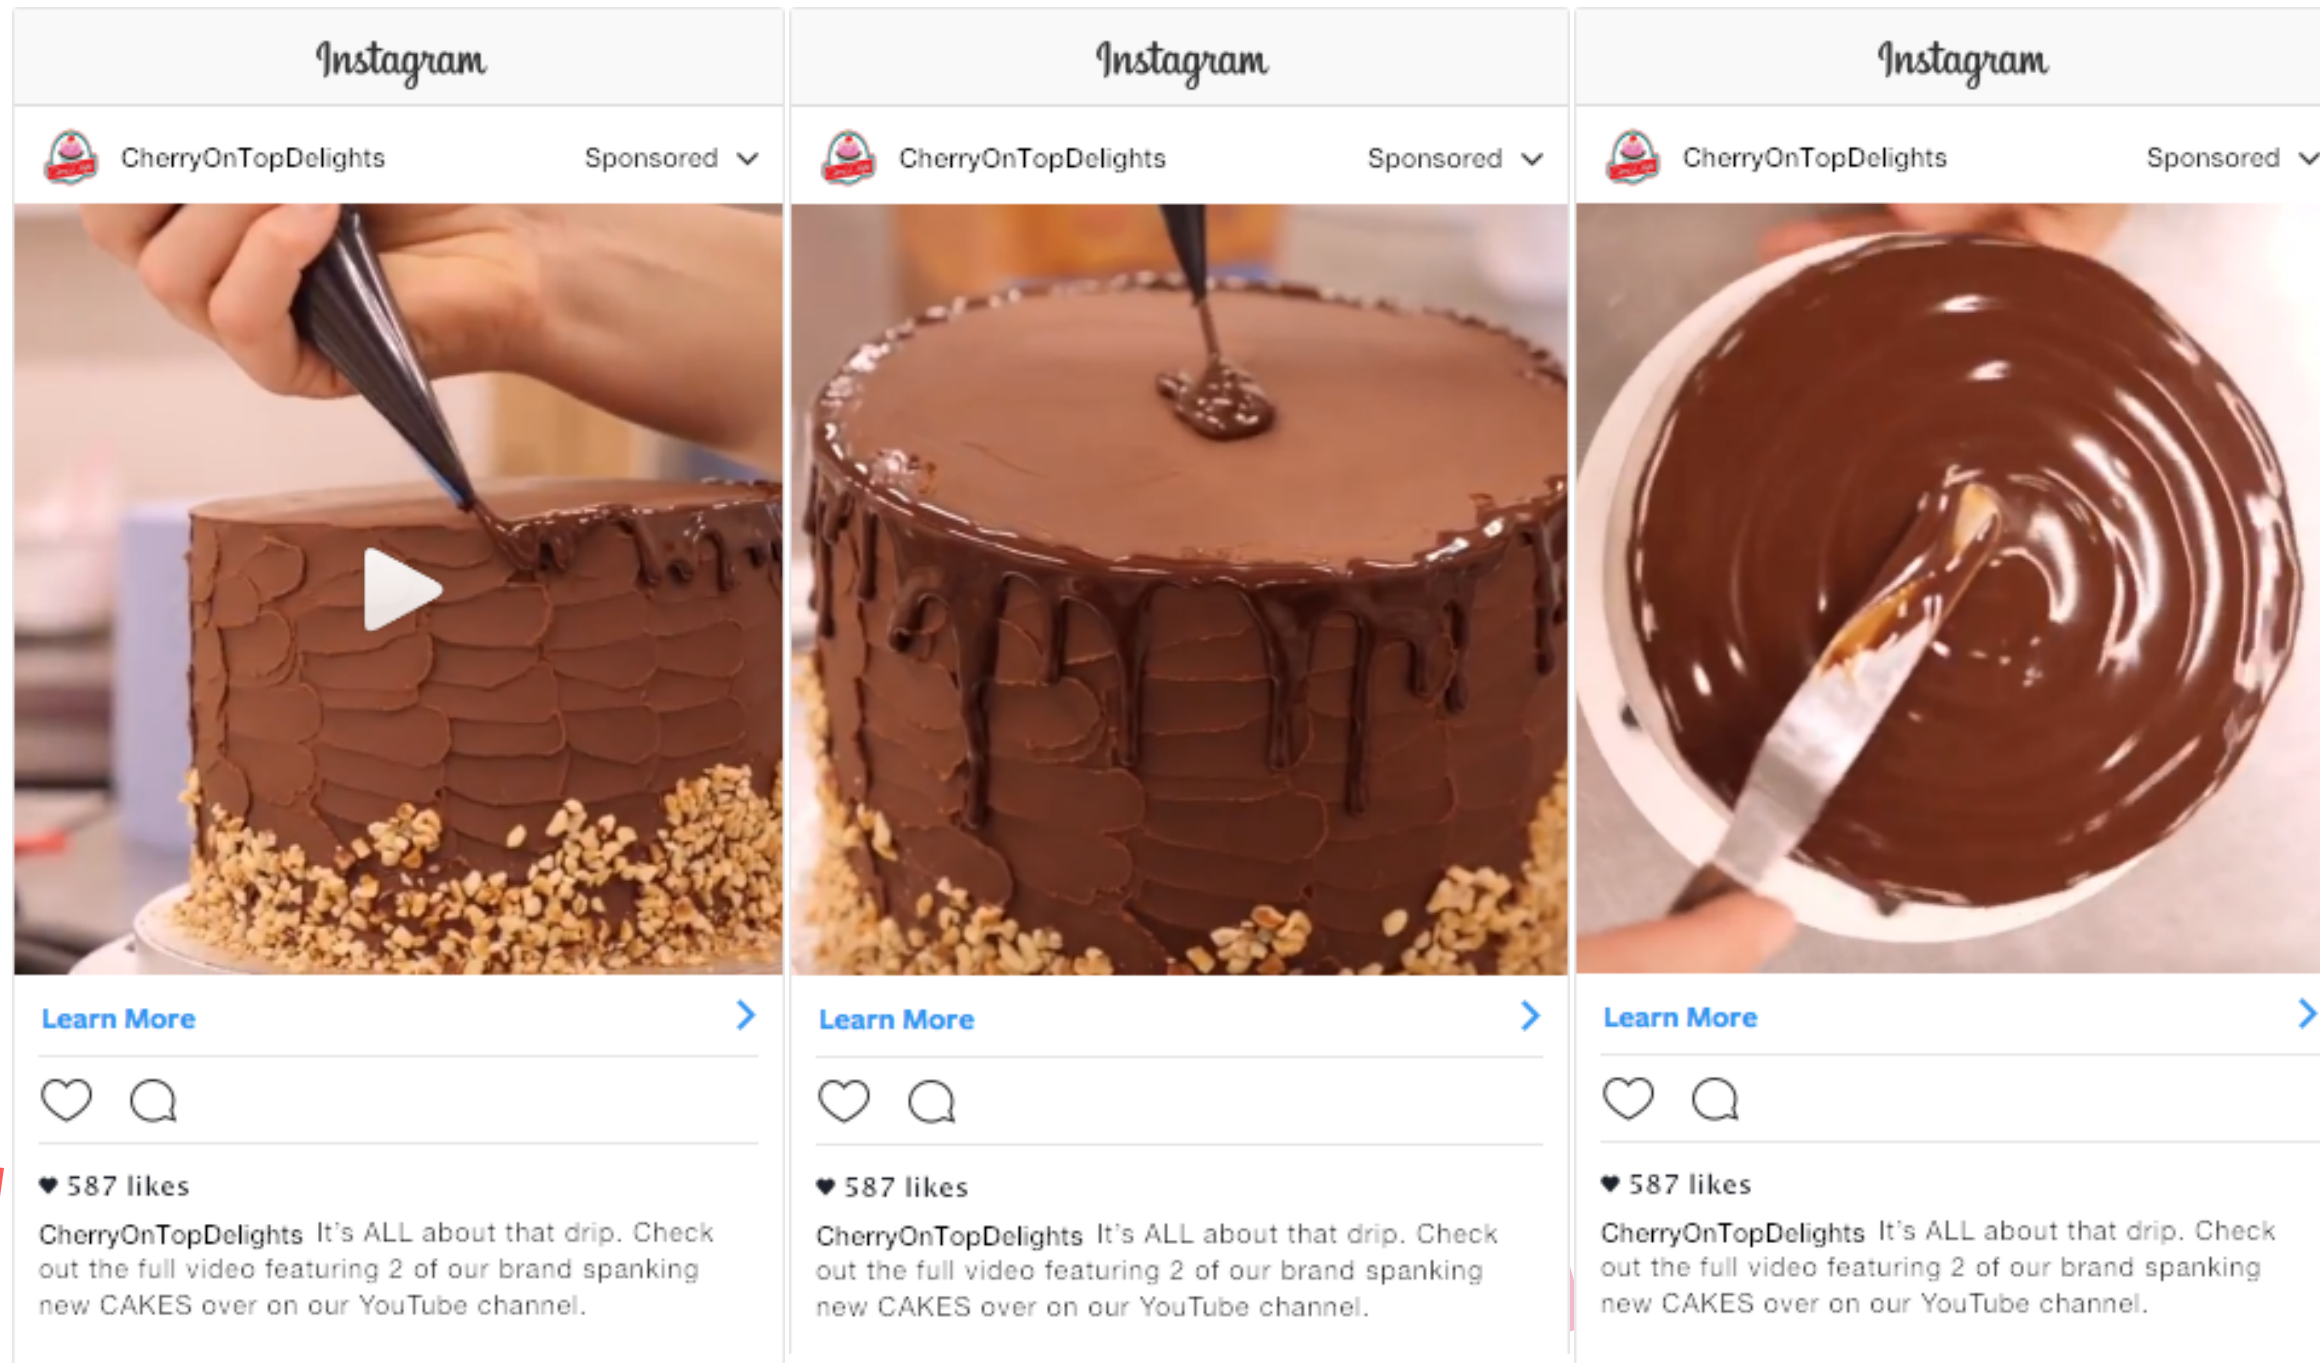 Instagram
CherryOnTopDelights Sponsored
Learn More
587 likes
CherryOnTopDelights It's ALL about that drip. Check
out the full video featuring 2 of our brand spanking
new CAKES over on our YouTube channel.
Instagram
CherryOnTopDelights Sponsored
Learn More
587 likes
CherryOnTopDelights It's ALL about that drip. Check
out the full video featuring 2 of our brand spanking
new CAKES over on our YouTube channel.
Instagram
CherryOnTopDelights Sponsored
Learn More
587 likes
CherryOnTopDelights It's ALL about that drip. Check
out the full video featuring 2 of our brand spanking
new CAKES over on our YouTube channel.